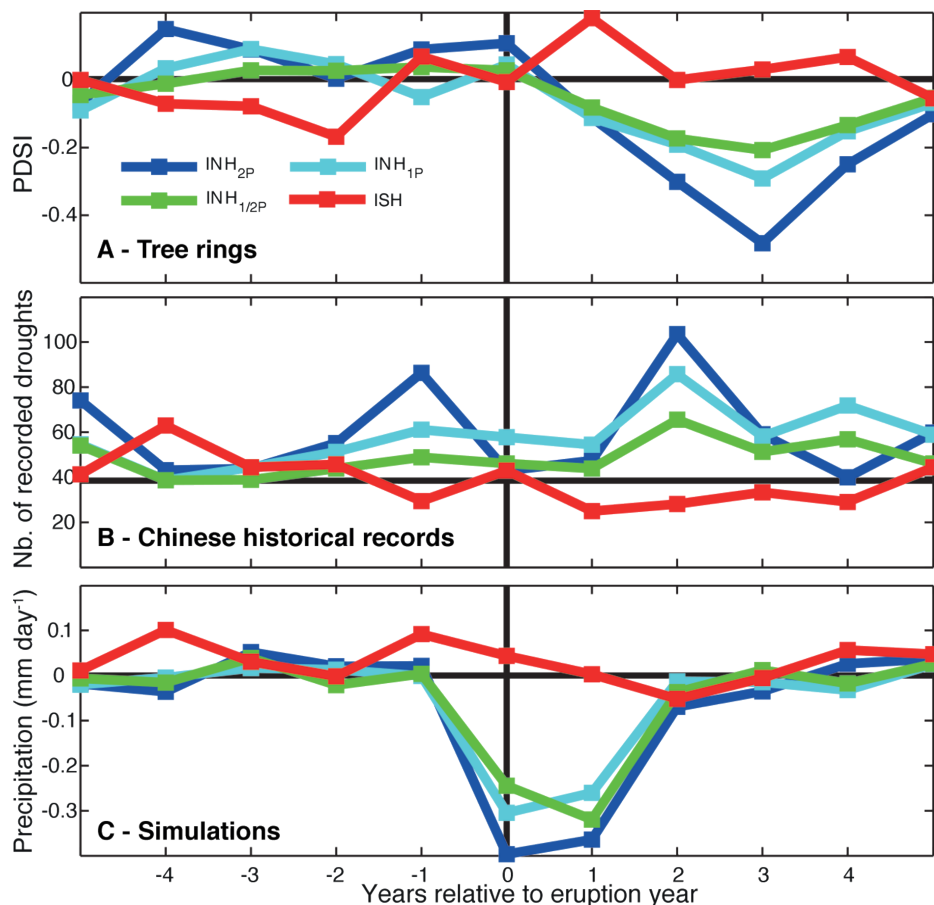 0
-0.2
-0.4
PDSI
INH2P INH1P
INH1/2P ISH
A - Tree rings
100
80
60
40
20
Nb. of recorded droughts
B - Chinese historical records
0.1
0
-0.1
-0.2
-0.3
Precipitation (mm day-1)
C - Simulations
-4 -3 -2 -1 0 1 2 3 4
Years relative to eruption year